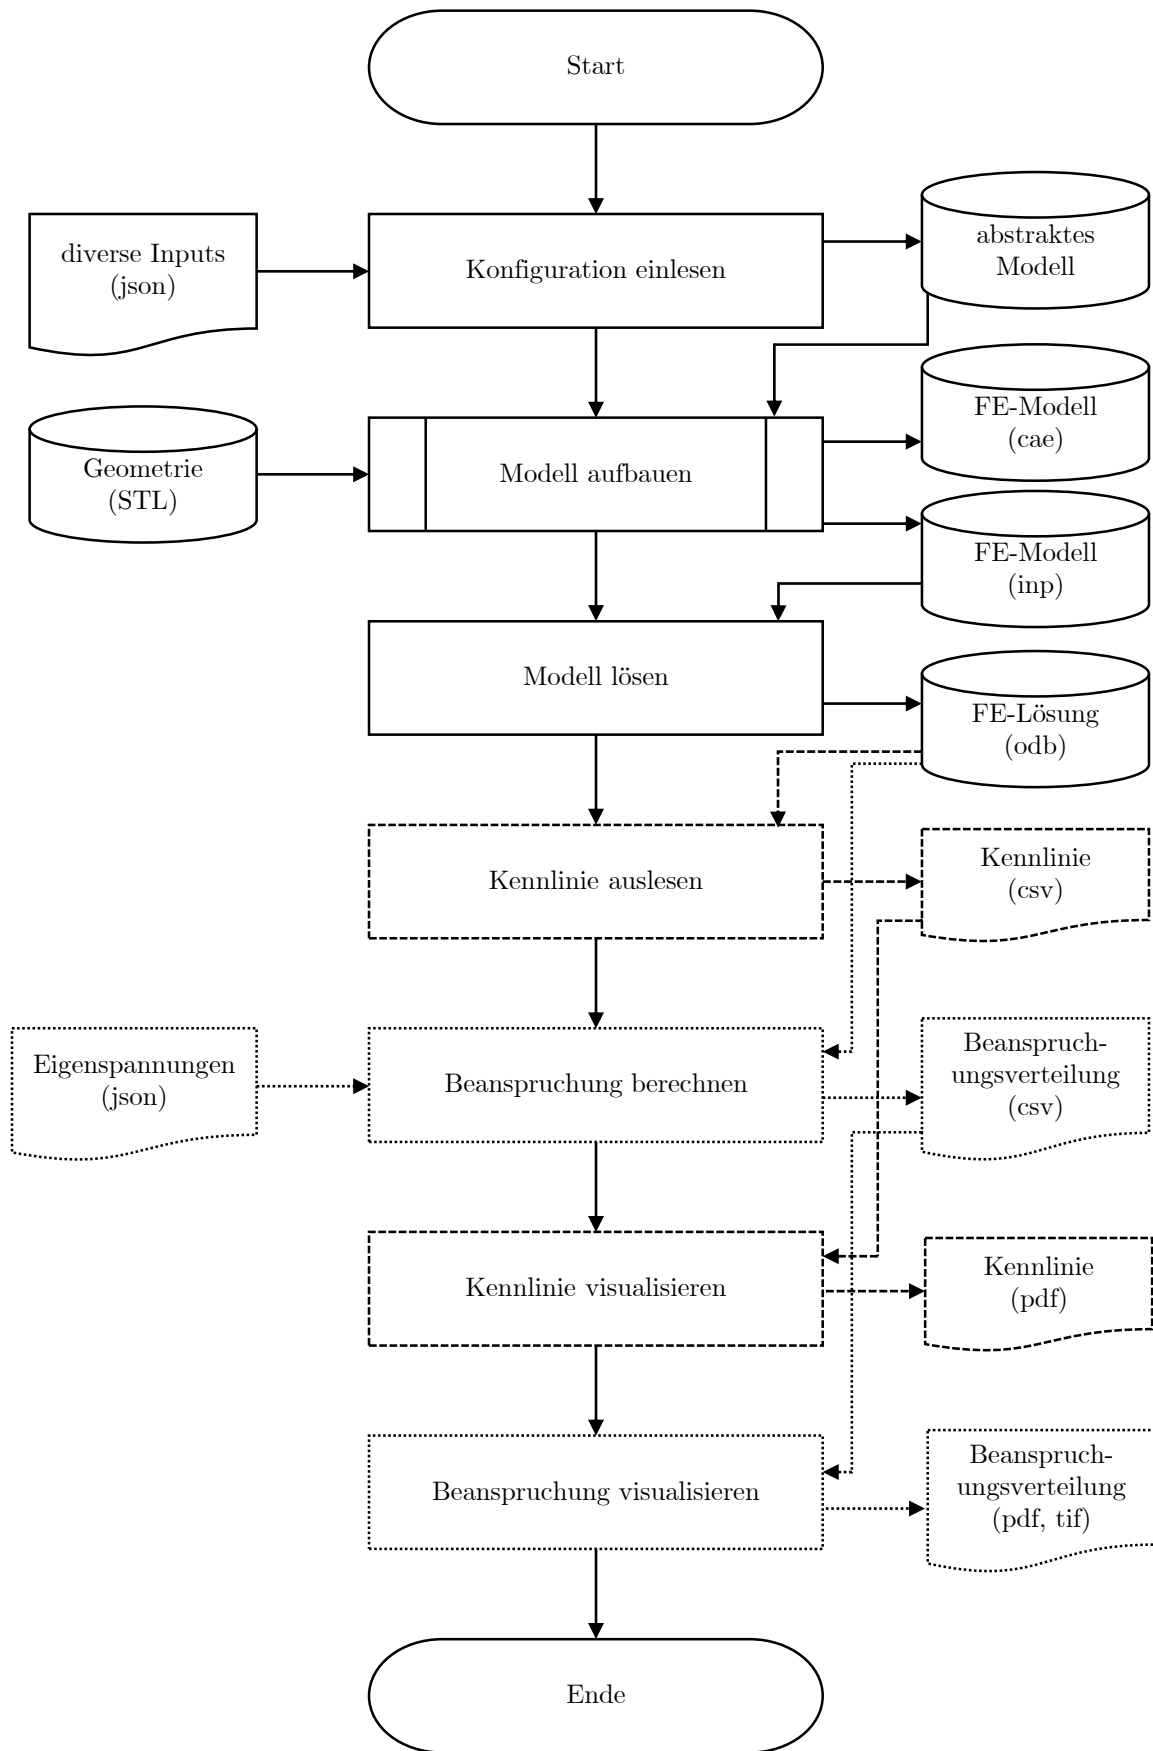 Start
diverse Inputs
(json)
Konfiguration einlesen
abstraktes
Modell
Geometrie
(STL)
Modell aufbauen
FE-Modell
(cae)
FE-Modell
(inp)
Modell lösen
FE-Lösung
(odb)
Kennlinie auslesen
Kennlinie
(csv)
Eigenspannungen
(json)
Beanspruchung berechnen
Beanspruch-
ungsverteilung
(csv)
Kennlinie visualisieren
Kennlinie
(pdf)
Beanspruchung visualisieren
Beanspruch-
ungsverteilung
(pdf, tif)
Ende